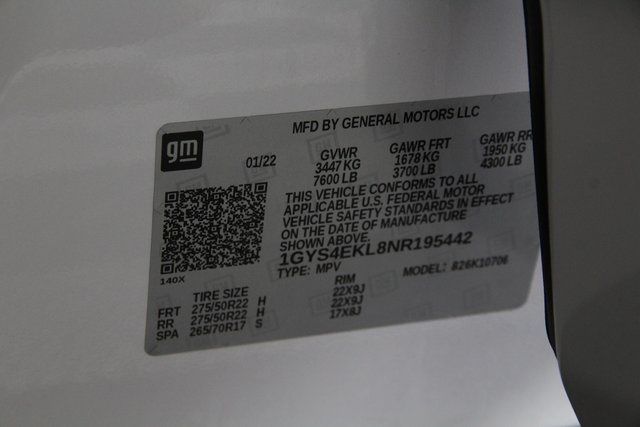 MFD BY GENERAL MOTORS LLC
gm
01/22
GVWR GAWR FRT GAWR RR
3447 KG 1678 KG 1950 KG
7600 LB 3700 LB 4300 LB
THIS VEHICLE CONFORMS TO ALL
APPLICABLE U.S. FEDERAL MOTOR
VEHICLE SAFETY STANDARDS IN EFFECT
ON THE DATE OF MANUFACTURE
SHOWN ABOVE.
1GYS4EKL8NR195442
TYPE: MPV MODEL: 826K10706
140X
TIRE SIZE RIM
FRT 275/50R22 H 22X9J
RR 275/50R22 H 22X9J
SPA 265/70R17 S 17X8J